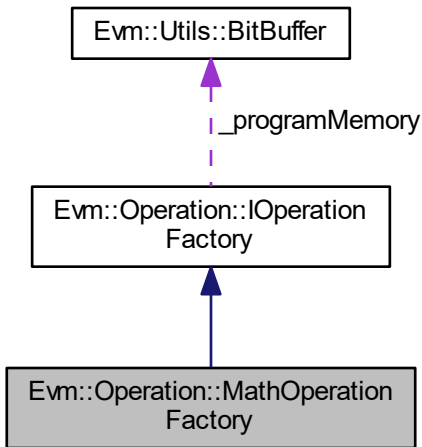 Evm::Utils::BitBuffer
_programMemory
Evm::Operation::IOperation
Factory
Evm::Operation::MathOperation
Factory